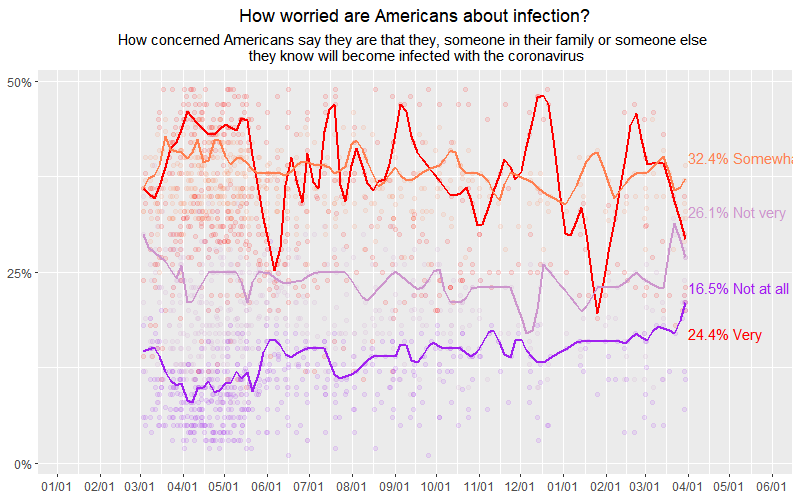 How worried are Americans about infection?
How concerned Americans say they are that they, someone in their family or someone else
they know will become infected with the coronavirus
50%
32.4% Somewha
26.1% Not very
25%
16.5% Not at all
24.4% Very
0%
01/01 02/01 03/01 04/01 05/01 06/01 07/01 08/01 09/01 10/01 11/01 12/01 01/01 02/01 03/01 04/01 05/01 06/01